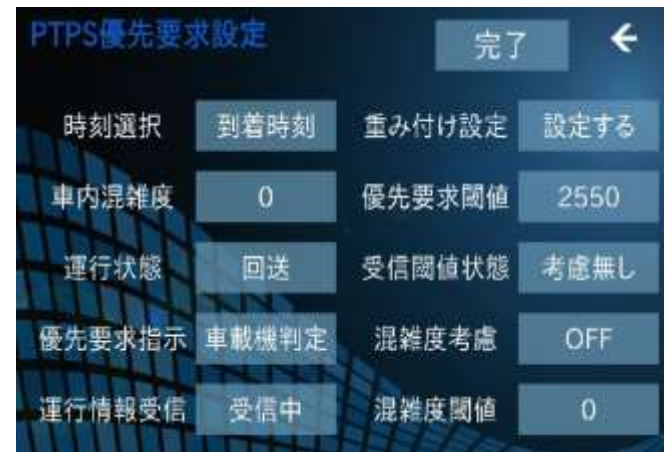 PTPS優先要求設定 完了 ←
時刻選択 到着時刻 重み付け設定 設定する
車内混雑度 0 優先要求閾値 2550
運行状態 回送 受信閾値状態 考慮無し
優先要求指示 車載機判定 混雑度考慮 OFF
運行情報受信 受信中 混雑度閾値 0